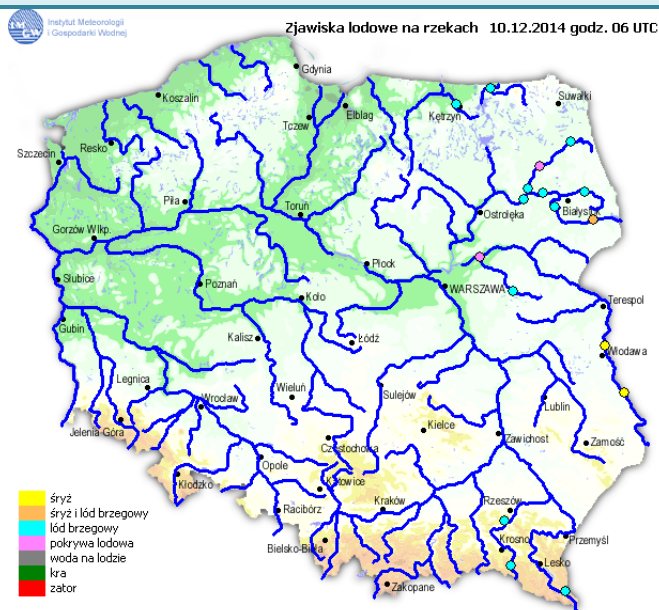 Instytut Meteorologii
i Gospodarki Wodnej
Zjawiska lodowe na rzekach 10.12.2014 godz. 06 UTC
Gdynia
Koszalin
Suwałki
Elbląg
Kętrzyn
Tczew
Resko
Szczecin
Piła
Toruń
Ostrołęka
Białystok
Gorzów Wlkp.
Płock
Słubice
Poznań
Koło
WARSZAWA
Terespol
Gubin
Kalisz
Łódź
Włodawa
Legnica
Wieluń
Sulejów
Wrocław
Lublin
Jelenia Góra
Kielce
Zawichost
Zamość
Częstochowa
Opole
Kłodzko
Katowice
Kraków
Rzeszów
Racibórz
Krosno
Przemyśl
Bielsko-Biała
Lesko
Zakopane
śryż
śryż i lód brzegowy
lód brzegowy
pokrywa lodowa
woda na lodzie
kra
zator